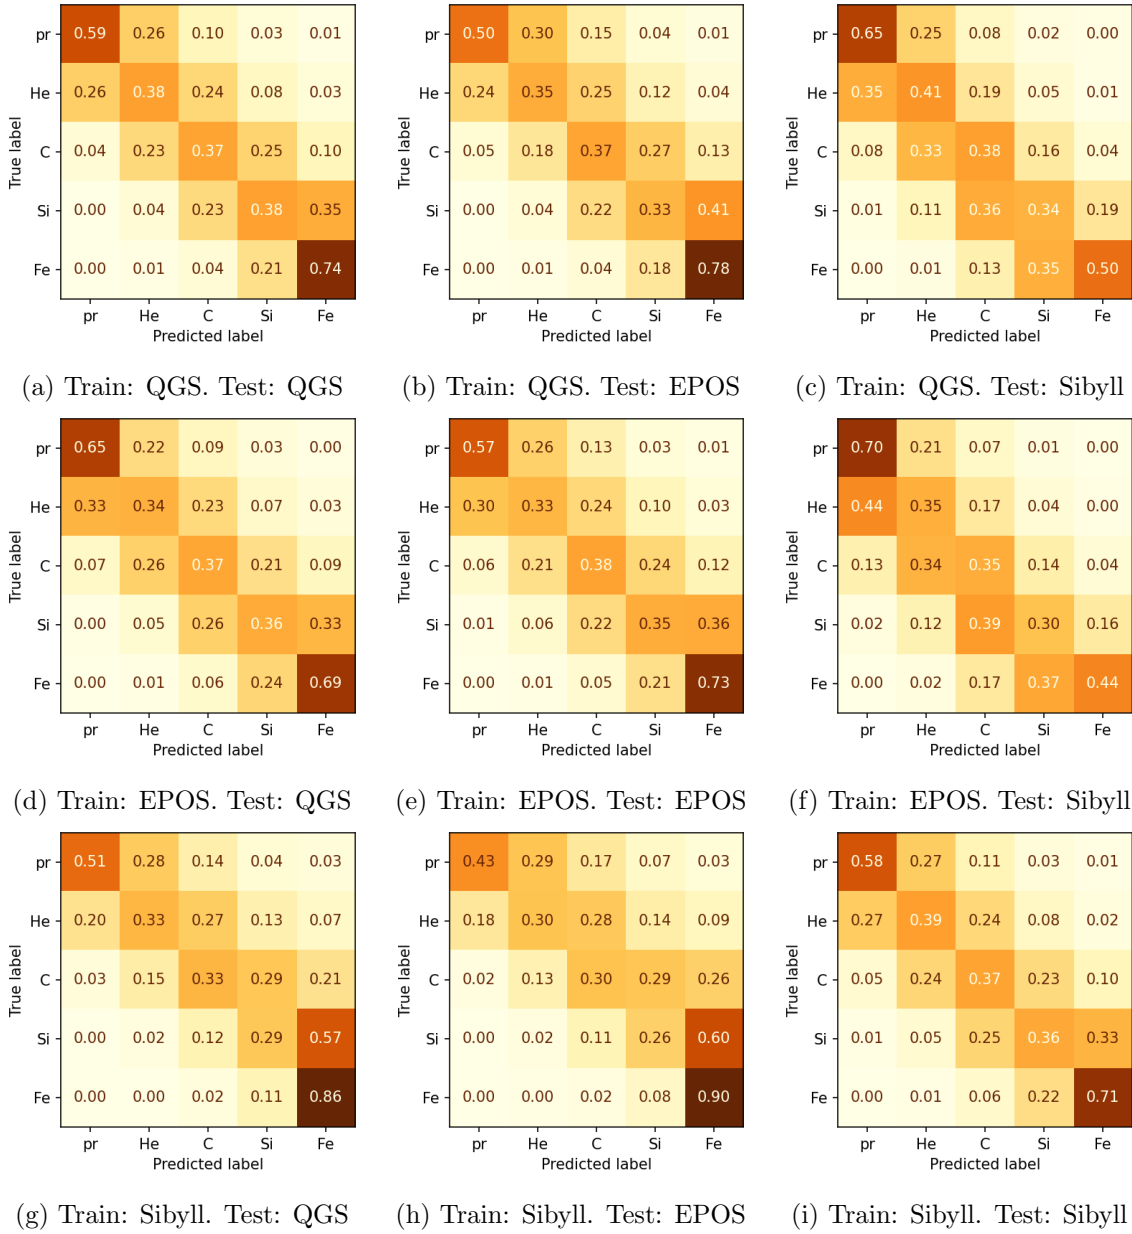 pr 0.59 0.26 0.10 0.03 0.01
He 0.26 0.38 0.24 0.08 0.03
C 0.04 0.23 0.37 0.25 0.10
Si 0.00 0.04 0.23 0.38 0.35
Fe 0.00 0.01 0.04 0.21 0.74
True label
pr He C Si Fe
Predicted label
(a) Train: QGS. Test: QGS
pr 0.50 0.30 0.15 0.04 0.01
He 0.24 0.35 0.25 0.12 0.04
C 0.05 0.18 0.37 0.27 0.13
Si 0.00 0.04 0.22 0.33 0.41
Fe 0.00 0.01 0.04 0.18 0.78
True label
pr He C Si Fe
Predicted label
(b) Train: QGS. Test: EPOS
pr 0.65 0.25 0.08 0.02 0.00
He 0.35 0.41 0.19 0.05 0.01
C 0.08 0.33 0.38 0.16 0.04
Si 0.01 0.11 0.36 0.34 0.19
Fe 0.00 0.01 0.13 0.35 0.50
True label
pr He C Si Fe
Predicted label
(c) Train: QGS. Test: Sibyll
pr 0.65 0.22 0.09 0.03 0.00
He 0.33 0.34 0.23 0.07 0.03
C 0.07 0.26 0.37 0.21 0.09
Si 0.00 0.05 0.26 0.36 0.33
Fe 0.00 0.01 0.06 0.24 0.69
True label
pr He C Si Fe
Predicted label
(d) Train: EPOS. Test: QGS
pr 0.57 0.26 0.13 0.03 0.01
He 0.30 0.33 0.24 0.10 0.03
C 0.06 0.21 0.38 0.24 0.12
Si 0.01 0.06 0.22 0.35 0.36
Fe 0.00 0.01 0.05 0.21 0.73
True label
pr He C Si Fe
Predicted label
(e) Train: EPOS. Test: EPOS
pr 0.70 0.21 0.07 0.01 0.00
He 0.44 0.35 0.17 0.04 0.00
C 0.13 0.34 0.35 0.14 0.04
Si 0.02 0.12 0.39 0.30 0.16
Fe 0.00 0.02 0.17 0.37 0.44
True label
pr He C Si Fe
Predicted label
(f) Train: EPOS. Test: Sibyll
pr 0.51 0.28 0.14 0.04 0.03
He 0.20 0.33 0.27 0.13 0.07
C 0.03 0.15 0.33 0.29 0.21
Si 0.00 0.02 0.12 0.29 0.57
Fe 0.00 0.00 0.02 0.11 0.86
True label
pr He C Si Fe
Predicted label
(g) Train: Sibyll. Test: QGS
pr 0.43 0.29 0.17 0.07 0.03
He 0.18 0.30 0.28 0.14 0.09
C 0.02 0.13 0.30 0.29 0.26
Si 0.00 0.02 0.11 0.26 0.60
Fe 0.00 0.00 0.02 0.08 0.90
True label
pr He C Si Fe
Predicted label
(h) Train: Sibyll. Test: EPOS
pr 0.58 0.27 0.11 0.03 0.01
He 0.27 0.39 0.24 0.08 0.02
C 0.05 0.24 0.37 0.23 0.10
Si 0.01 0.05 0.25 0.36 0.33
Fe 0.00 0.01 0.06 0.22 0.71
True label
pr He C Si Fe
Predicted label
(i) Train: Sibyll. Test: Sibyll